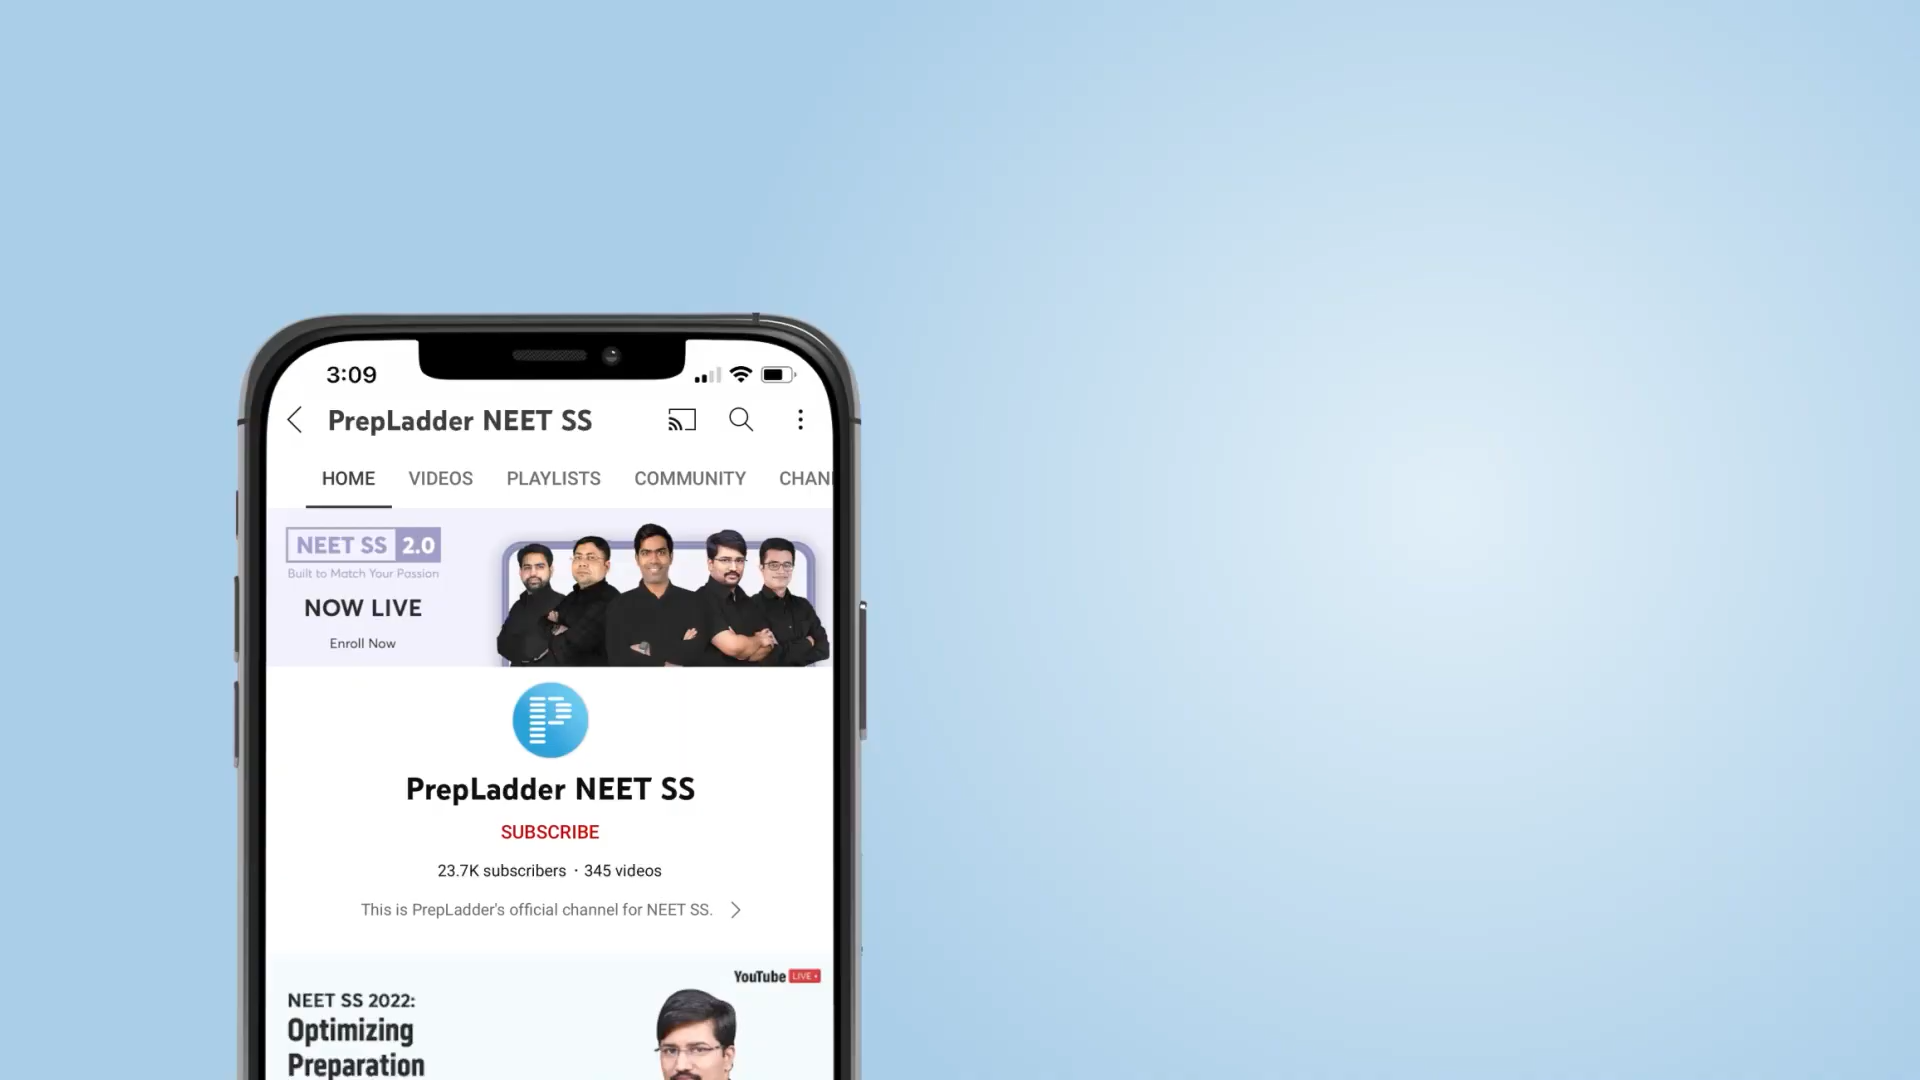 3:09
PrepLadder NEET SS
HOME VIDEOS PLAYLISTS COMMUNITY CHAN
NEET SS 2.0
Built to Match Your Passion
NOW LIVE
Enroll Now
PrepLadder NEET SS
SUBSCRIBE
23.7K subscribers · 345 videos
This is PrepLadder's official channel for NEET SS.
YouTube LIVE
NEET SS 2022:
Optimizing
Preparation